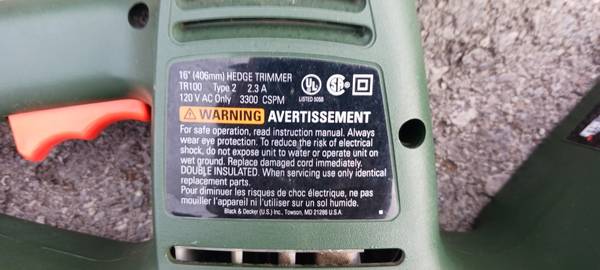 16" (406mm) HEDGE TRIMMER
TR100 Type 2 2.3 A
120 V AC Only 3300 CSPM
UL SA
LISTED 505B
WARNING AVERTISSEMENT
For safe operation, read instruction manual. Always
wear eye protection. To reduce the risk of electrical
shock, do not expose unit to water or operate unit on
wet ground. Replace damaged cord immediately.
DOUBLE INSULATED. When servicing use only identical
replacement parts.
Pour diminuer les risques de choc électrique, ne pas
mouiller l'appareil ni l'utiliser sur un sol humide.
Black & Decker (U.S.) Inc., Towson, MD 21286 U.S.A.